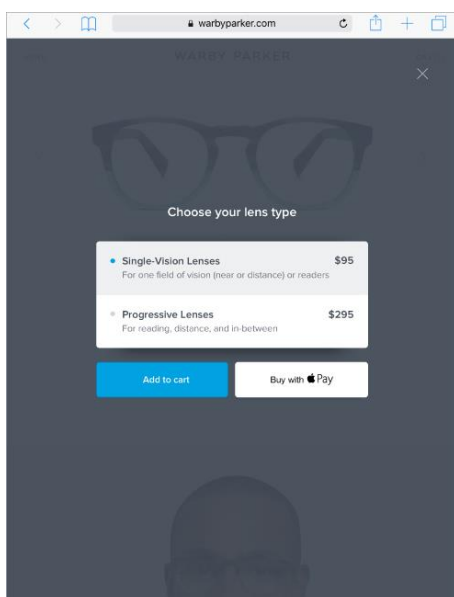 warbyparker.com
WARBY PARKER
Choose your lens type
Single-Vision Lenses $95
For one field of vision (near or distance) or readers
Progressive Lenses $295
For reading, distance, and in-between
Add to cart
Buy with Pay